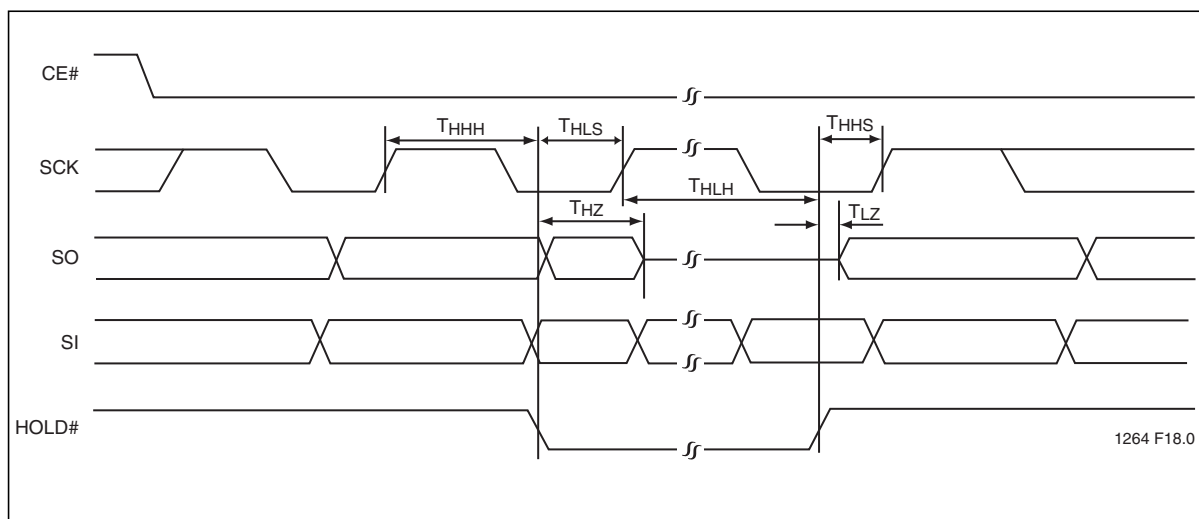 CE#
THHH
THLS
THHS
SCK
THLH
THZ
TLZ
SO
SI
HOLD#
1264 F18.0